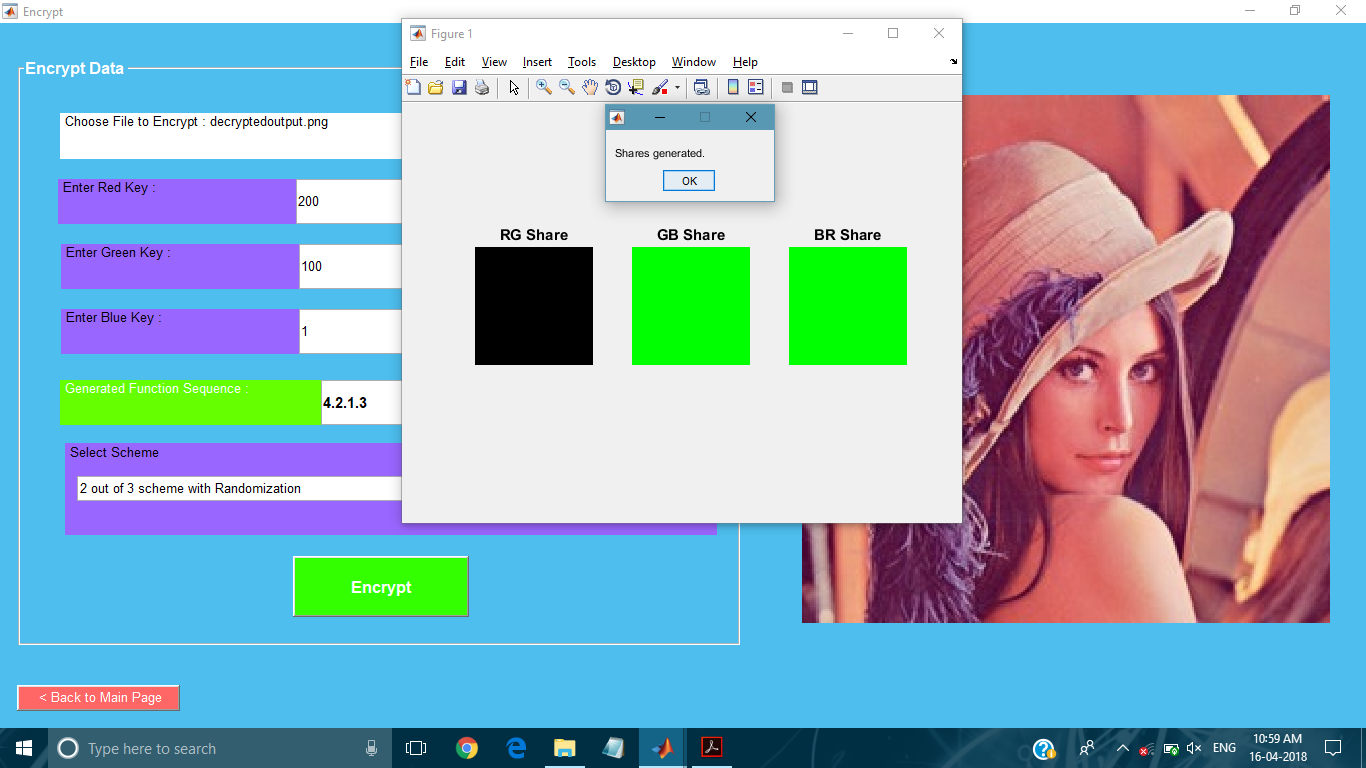 Encrypt
Figure 1
File Edit View Insert Tools Desktop Window Help
Encrypt Data
Choose File to Encrypt : decryptedoutput.png
Shares generated.
OK
Enter Red Key :
200
RG Share
GB Share
BR Share
Enter Green Key :
100
Enter Blue Key :
1
Generated Function Sequence :
4.2.1.3
Select Scheme
2 out of 3 scheme with Randomization
Encrypt
< Back to Main Page
Type here to search
ENG
10:59 AM
16-04-2018